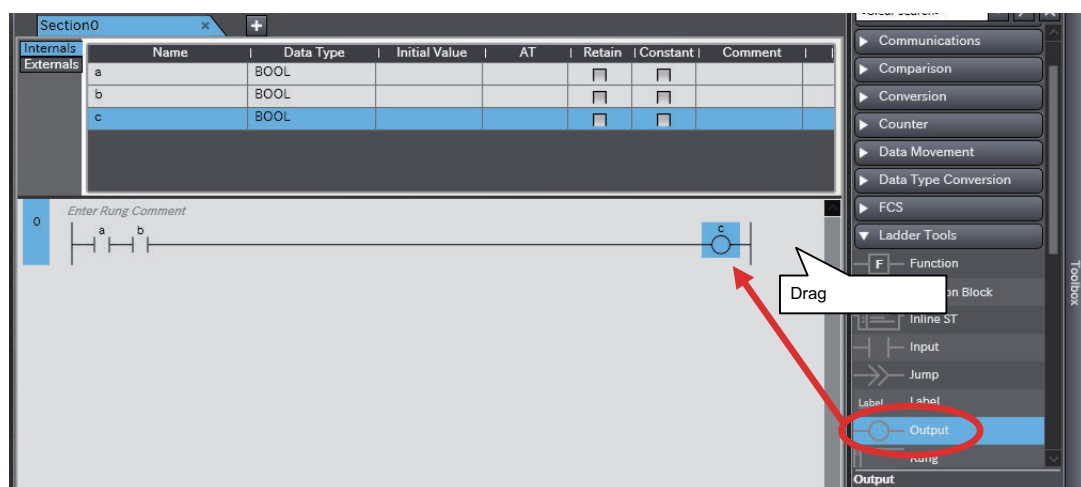 Section0 × +
Internals
Externals
Name Data Type Initial Value AT Retain Constant Comment
a BOOL
b BOOL
c BOOL
0 Enter Rung Comment
a b c
Drag
Communications
Comparison
Conversion
Counter
Data Movement
Data Type Conversion
FCS
Ladder Tools
F Function
on Block
Inline ST
Input
Jump
Label Label
Output
Rung
Output
Toolbox